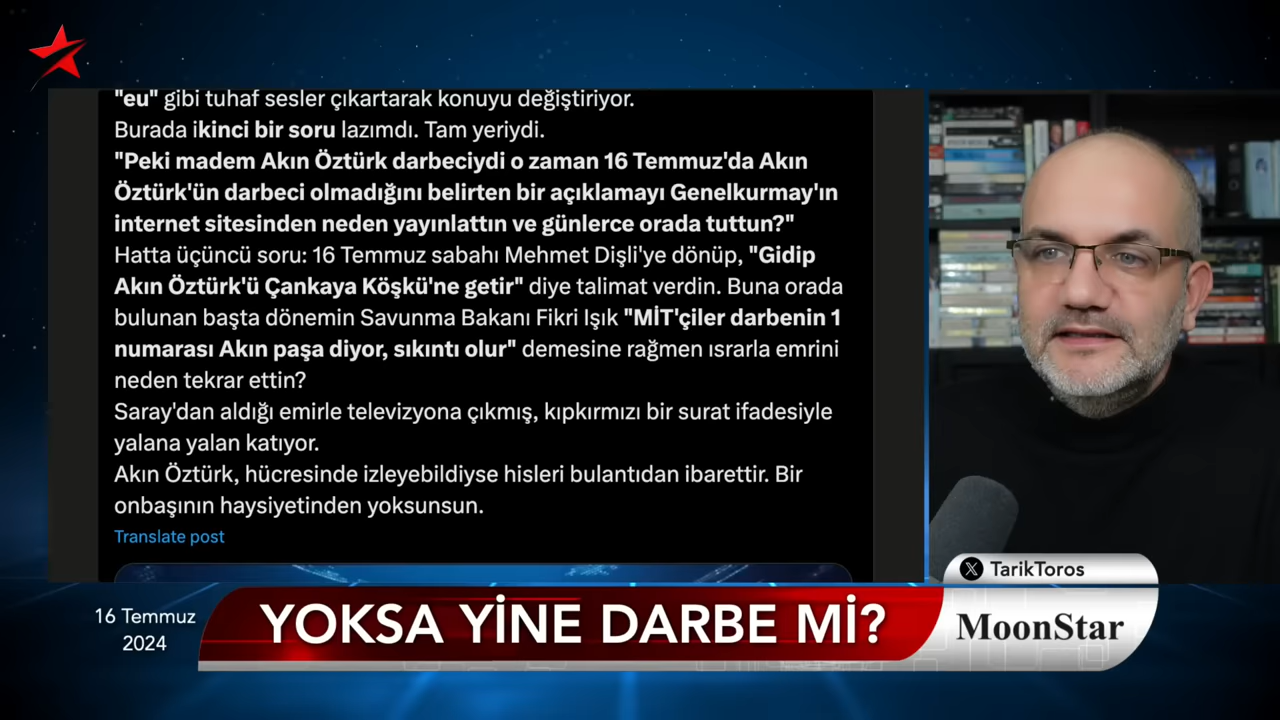 "eu" gibi tuhaf sesler çıkartarak konuyu değiştiriyor.
Burada ikinci bir soru lazımdı. Tam yeriydi.
"Peki madem Akın Öztürk darbeciydi o zaman 16 Temmuz'da Akın
Öztürk'ün darbeci olmadığını belirten bir açıklamayı Genelkurmay'ın
internet sitesinden neden yayınlattın ve günlerce orada tuttun?"
Hatta üçüncü soru: 16 Temmuz sabahı Mehmet Dişli'ye dönüp, "Gidip
Akın Öztürk'ü Çankaya Köşkü'ne getir" diye talimat verdin. Buna orada
bulunan başta dönemin Savunma Bakanı Fikri Işık "MİT'çiler darbenin 1
numarası Akın paşa diyor, sıkıntı olur" demesine rağmen ısrarla emrini
neden tekrar ettin?
Saray'dan aldığı emirle televizyona çıkmış, kıpkırmızı bir surat ifadesiyle
yalana yalan katıyor.
Akın Öztürk, hücresinde izleyebildiyse hisleri bulantıdan ibarettir. Bir
onbaşının haysiyetinden yoksunsun.
Translate post
TarikToros
16 Temmuz
2024
YOKSA YİNE DARBE Mİ?
MoonStar